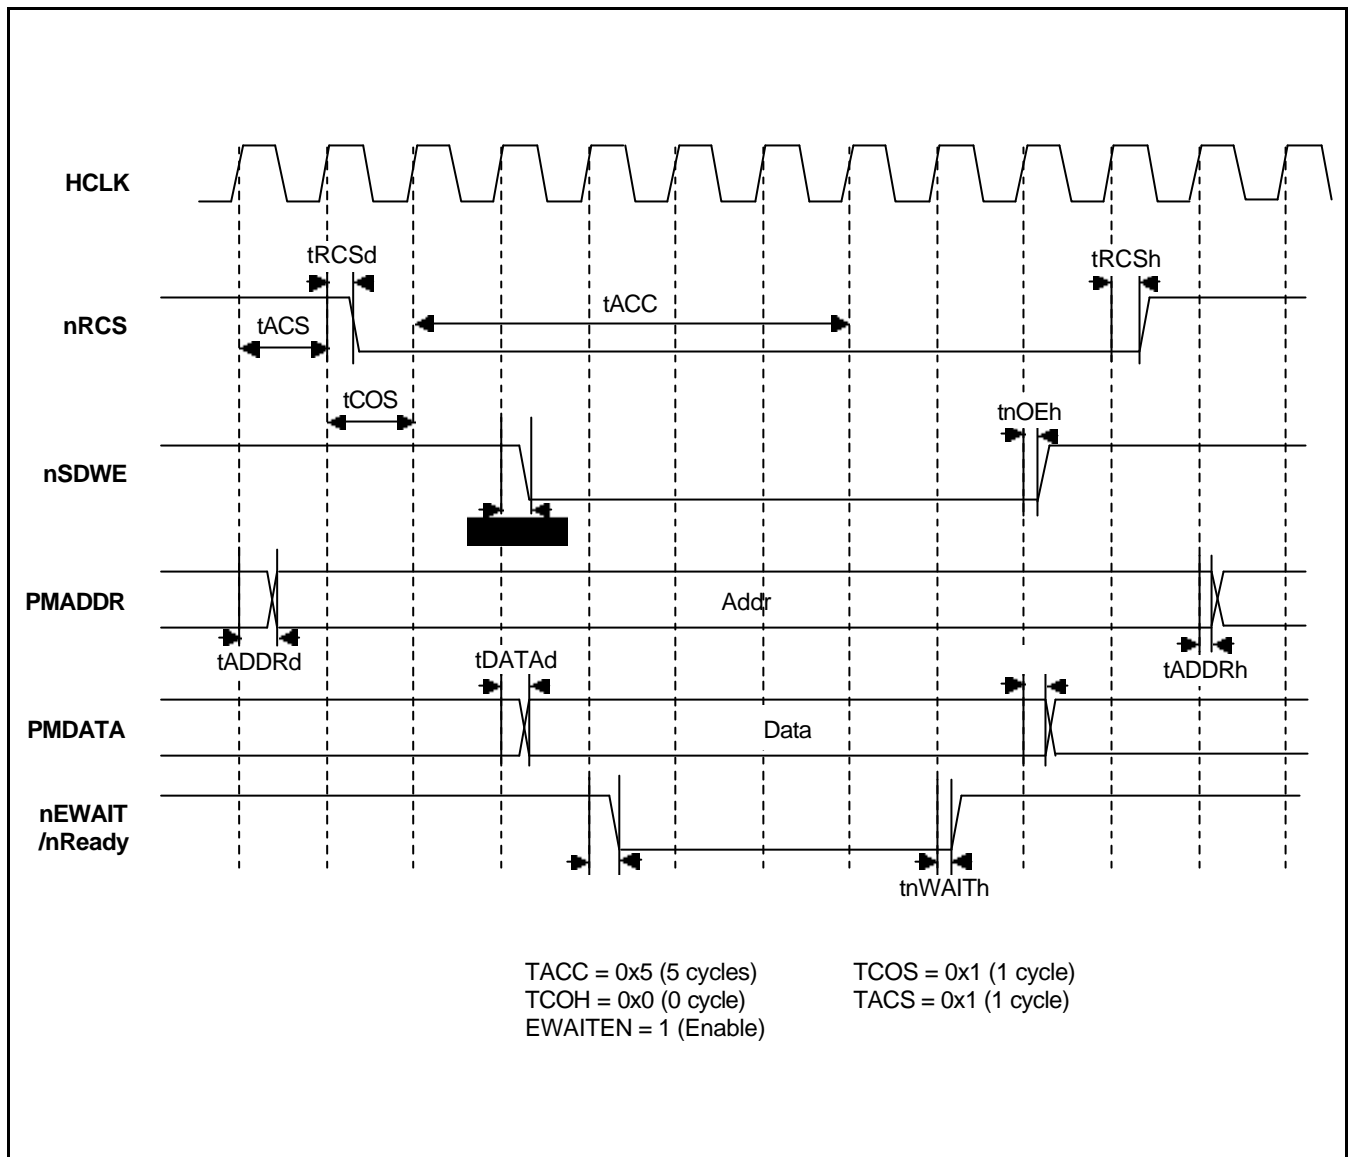 HCLK
tRCSd
tRCSh
nRCS
tACS
tACC
tCOS
tnOEh
nSDWE
PMADDR
Addr
tADDRd
tDATAd
tADDRh
PMDATA
Data
nEWAIT
/nReady
tnWAITh
TACC = 0x5 (5 cycles)
TCOS = 0x1 (1 cycle)
TCOH = 0x0 (0 cycle)
TACS = 0x1 (1 cycle)
EWAITEN = 1 (Enable)